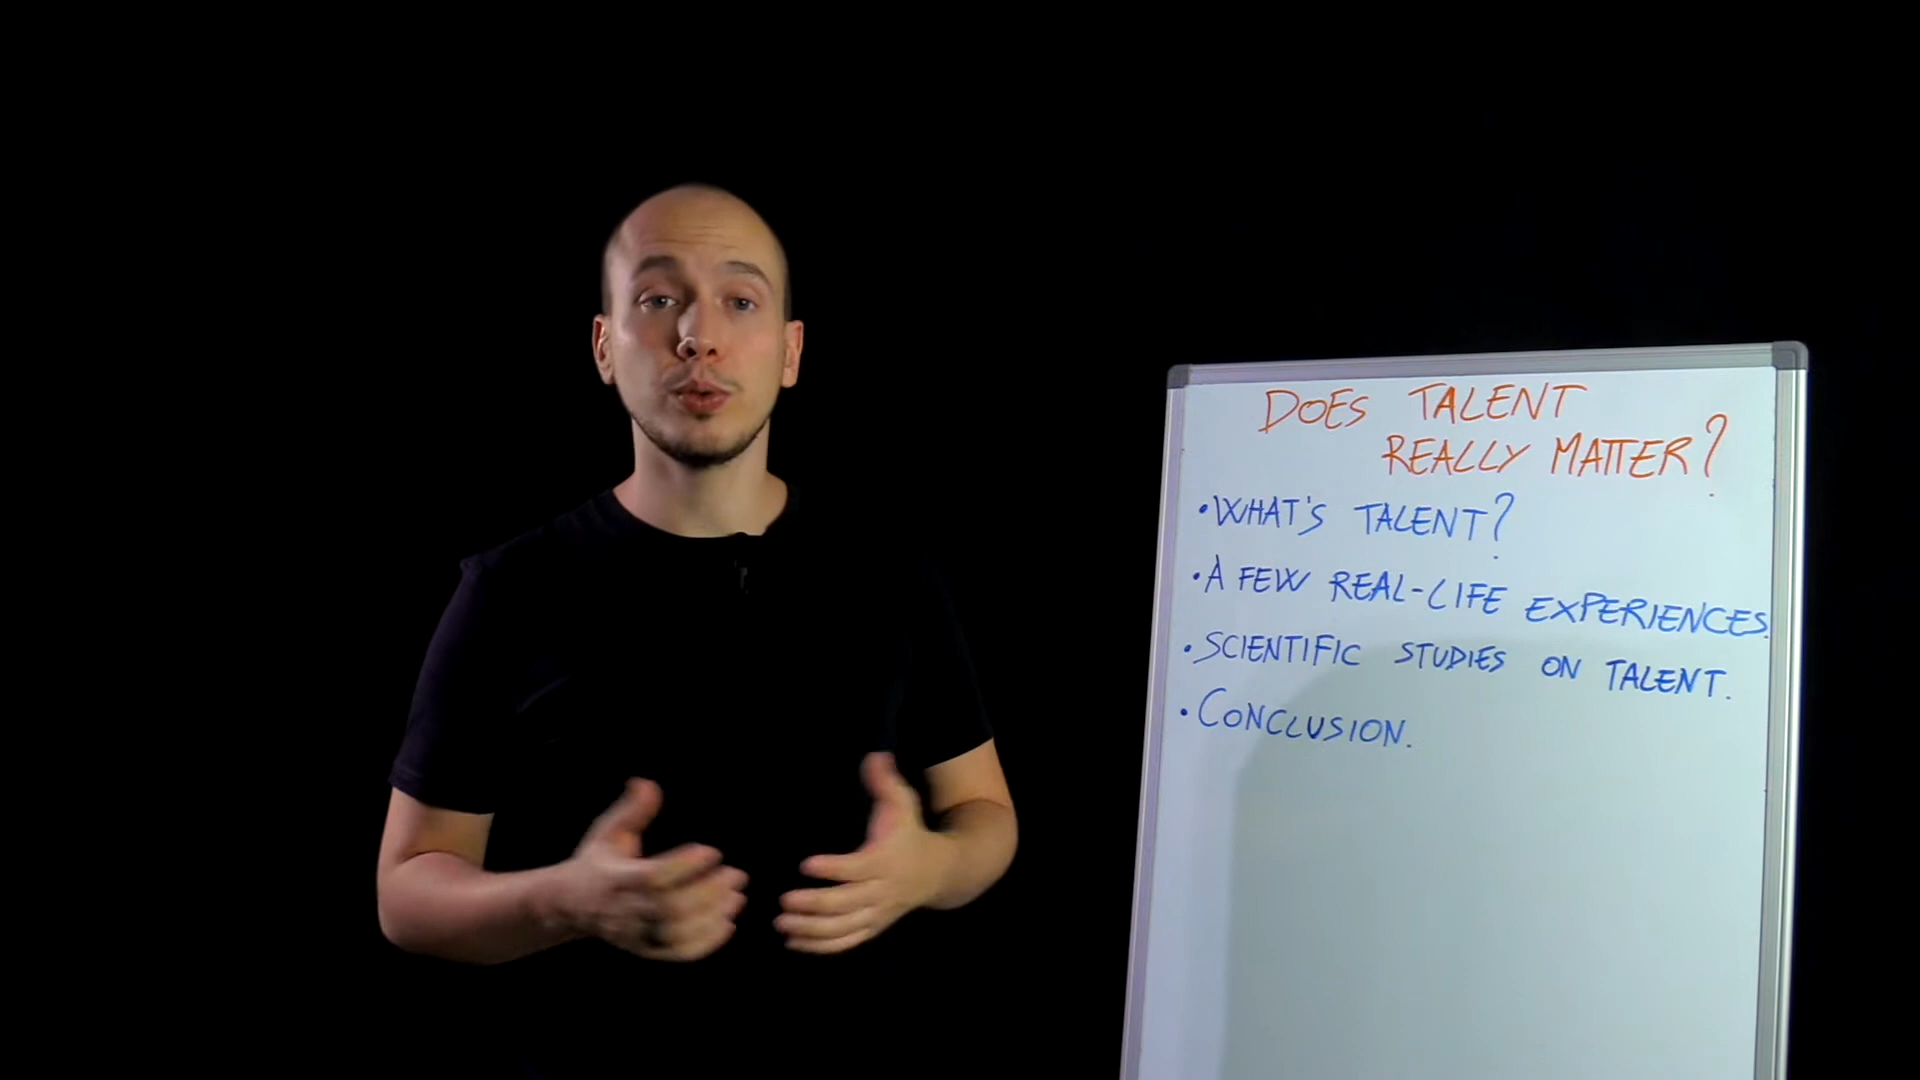 DOES TALENT
REALLY MATTER?
•WHAT'S TALENT?
•A FEW REAL-LIFE EXPERIENCES.
•SCIENTIFIC STUDIES ON TALENT.
•CONCLUSION.